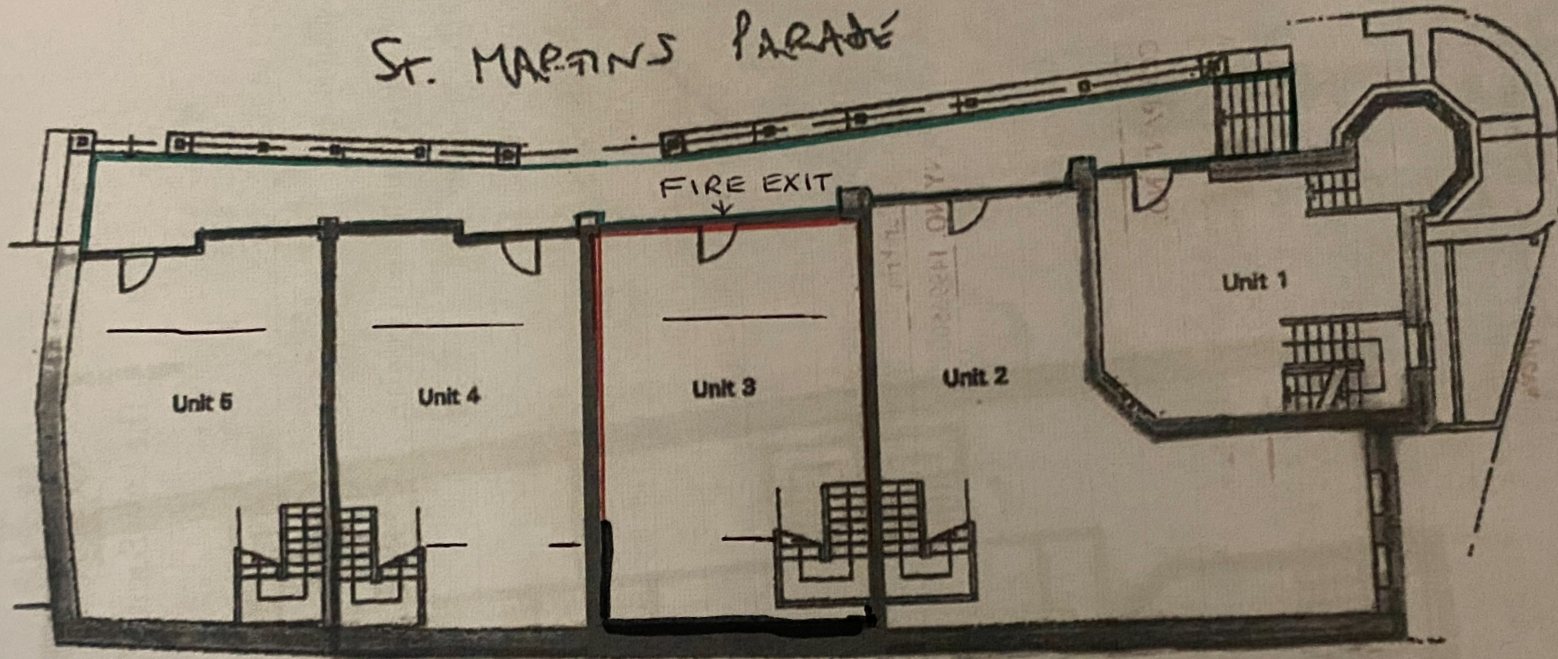 ST. MARTINS PARADE
FIRE EXIT
Unit 1
Unit 2
Unit 3
Unit 4
Unit 5